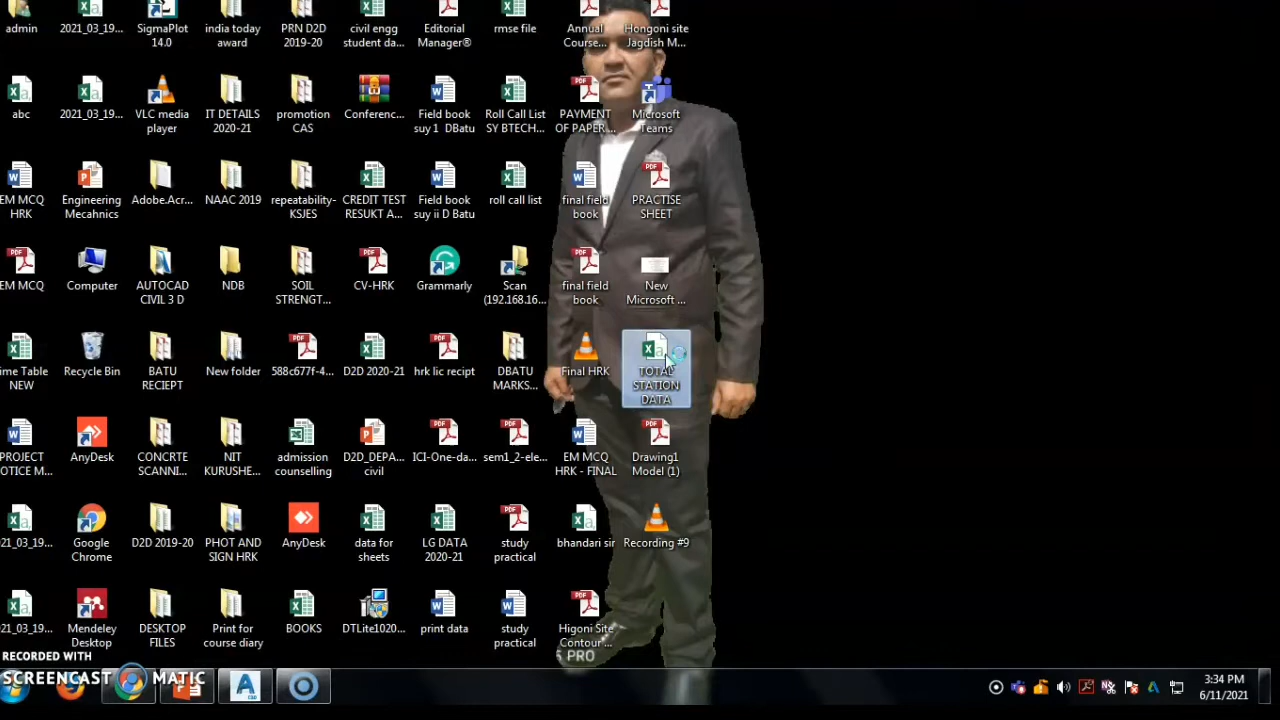 admin
2021_03_19...
SigmaPlot
14.0
india today
award
PRN D2D
2019-20
civil engg
student da...
Editorial
Manager®
rmse file
Annual
Course...
Hongoni site
Jagdish M...
abc
2021_03_19...
VLC media
player
IT DETAILS
2020-21
promotion
CAS
Conferenc...
Field book
suy 1 DBatu
Roll Call List
SY BTECH...
PAYMENT
OF PAPER ...
Microsoft
Teams
EM MCQ
HRK
Engineering
Mecahnics
Adobe.Acr...
NAAC 2019
repeatability-
KSJES
CREDIT TEST
RESUKT A...
Field book
suy ii D Batu
roll call list
final field
book
PRACTISE
SHEET
EM MCQ
Computer
AUTOCAD
CIVIL 3 D
NDB
SOIL
STRENGT...
CV-HRK
Grammarly
Scan
(192.168.16...
final field
book
New
Microsoft ...
ime Table
NEW
Recycle Bin
BATU
RECIEPT
New folder
588c677f-4...
D2D 2020-21
hrk lic recipt
DBATU
MARKS...
Final HRK
TOTAL
STATION
DATA
PROJECT
OTICE M...
AnyDesk
CONCRTE
SCANNI...
NIT
KURUSHE...
admission
counselling
D2D_DEPA...
civil
ICI-One-da...
sem1_2-ele...
EM MCQ
HRK - FINAL
Drawing1
Model (1)
021_03_19...
Google
Chrome
D2D 2019-20
PHOT AND
SIGN HRK
AnyDesk
data for
sheets
LG DATA
2020-21
study
practical
bhandari sir
Recording #9
021_03_19...
Mendeley
Desktop
DESKTOP
FILES
Print for
course diary
BOOKS
DTLite1020...
print data
study
practical
Higoni Site
Contour ...
RECORDED WITH
SCREENCAST MATIC
PRO
3:34 PM
6/11/2021